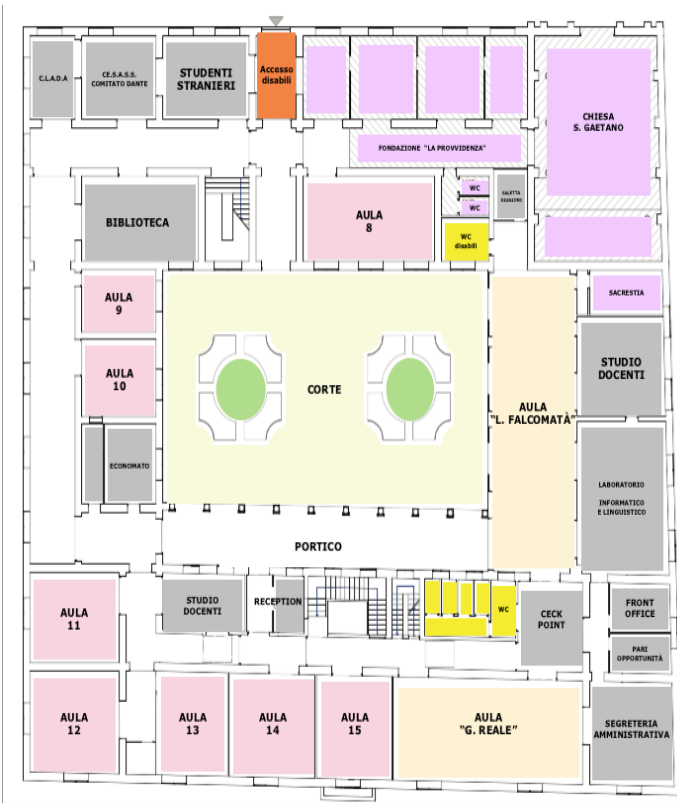 C.L.A.D.A
CE.S.A.S.S.
COMITATO DANTE
STUDENTI
STRANIERI
Accesso
disabili
CHIESA
S. GAETANO
FONDAZIONE "LA PROVVIDENZA"
BIBLIOTECA
AULA
8
WC
WC
WC
disabili
SALETTA
RIUNIONI
AULA
9
SACRESTIA
AULA
10
CORTE
STUDIO
DOCENTI
AULA
"L. FALCOMATÀ"
ECONOMATO
LABORATORIO
INFORMATICO
E LINGUISTICO
PORTICO
AULA
11
STUDIO
DOCENTI
RECEPTION
WC
CECK
POINT
FRONT
OFFICE
PARI
OPPORTUNITÀ
AULA
12
AULA
13
AULA
14
AULA
15
AULA
"G. REALE"
SEGRETERIA
AMMINISTRATIVA